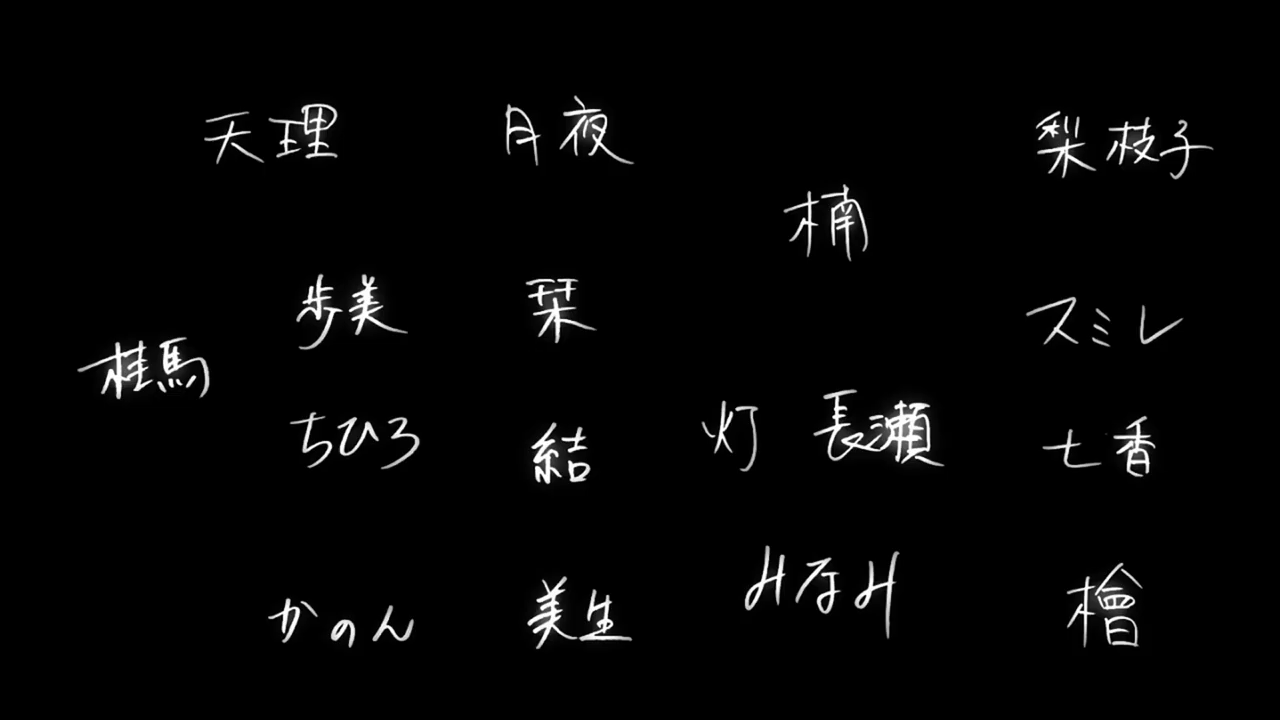 天理
月夜
梨枝子
楠
歩美
栞
スミレ
桂馬
ちひろ
結
灯
長瀬
七香
かのん
美生
みなみ
檜